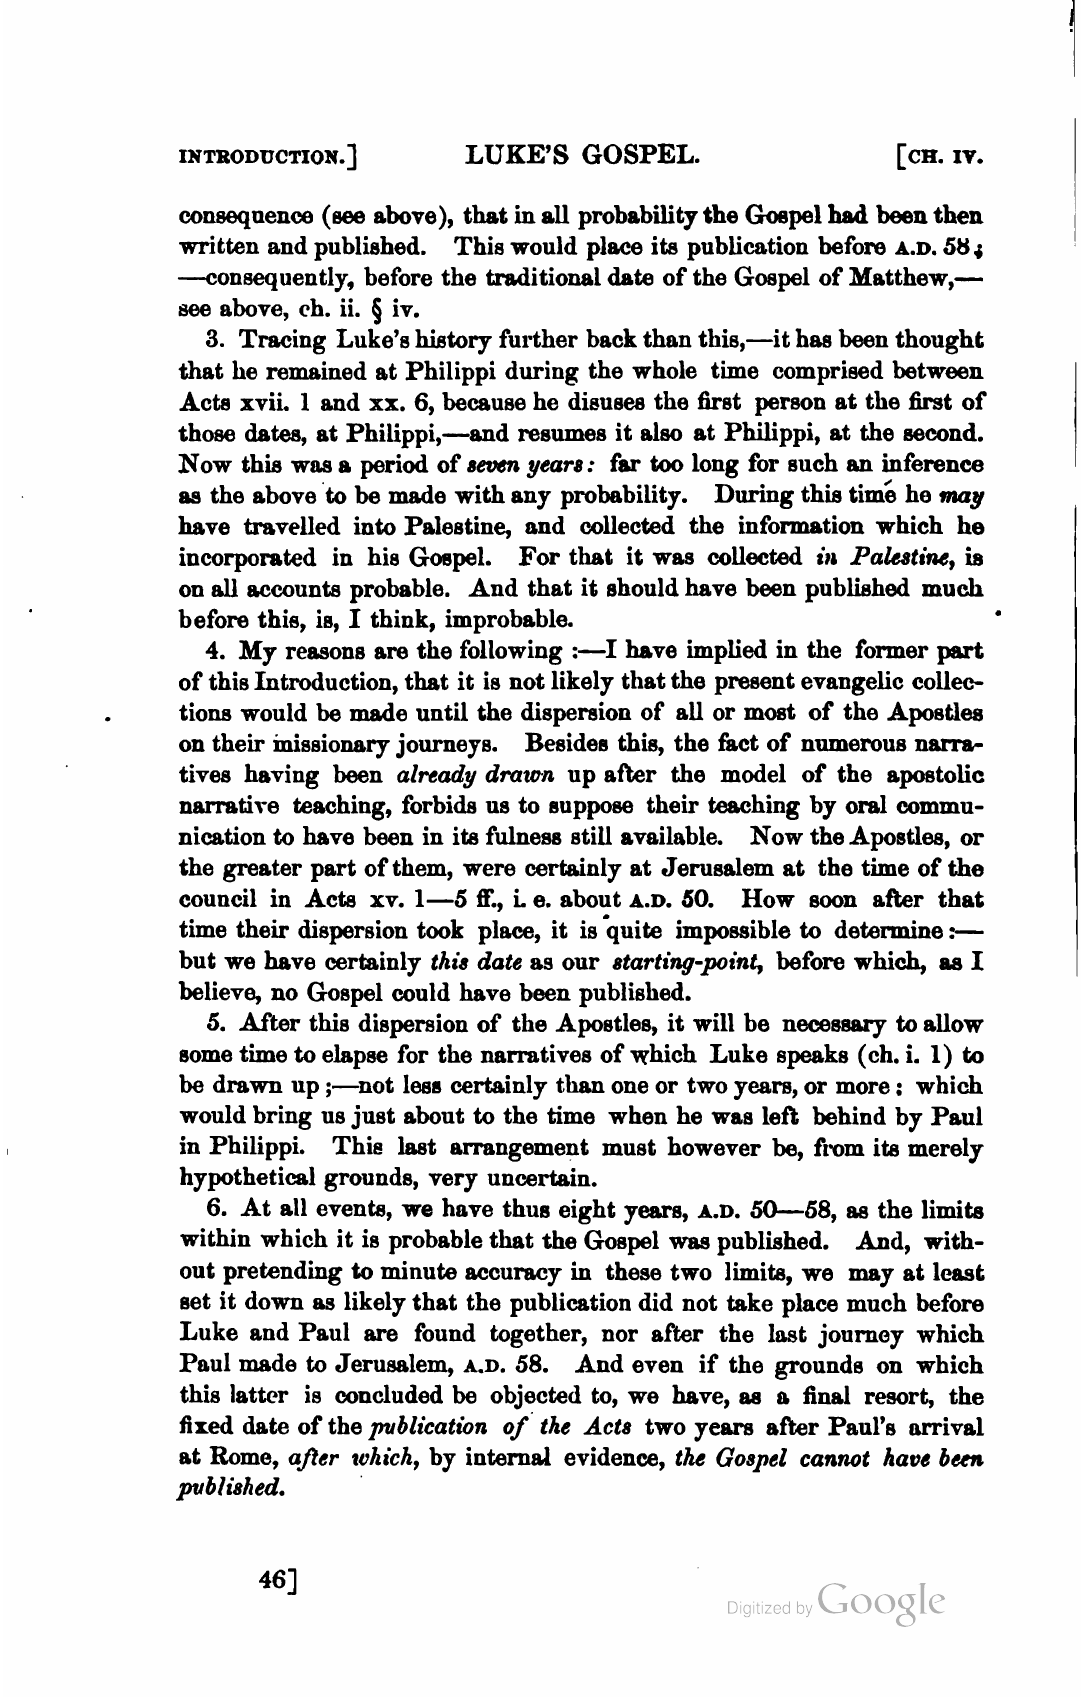 INTRODUCTION.] LUKE'S GOSPEL. [CH. IV.
consequence (see above), that in all probability the Gospel had been then
written and published. This would place its publication before A.D. 58;
—consequently, before the traditional date of the Gospel of Matthew,—
see above, ch. ii. § iv.
3. Tracing Luke's history further back than this,—it has been thought
that he remained at Philippi during the whole time comprised between
Acts xvii. 1 and xx. 6, because he disuses the first person at the first of
those dates, at Philippi,—and resumes it also at Philippi, at the second.
Now this was a period of seven years: far too long for such an inference
as the above to be made with any probability. During this time he may
have travelled into Palestine, and collected the information which he
incorporated in his Gospel. For that it was collected in Palestine, is
on all accounts probable. And that it should have been published much
before this, is, I think, improbable.
4. My reasons are the following :—I have implied in the former part
of this Introduction, that it is not likely that the present evangelic collec-
tions would be made until the dispersion of all or most of the Apostles
on their missionary journeys. Besides this, the fact of numerous narra-
tives having been already drawn up after the model of the apostolic
narrative teaching, forbids us to suppose their teaching by oral commu-
nication to have been in its fulness still available. Now the Apostles, or
the greater part of them, were certainly at Jerusalem at the time of the
council in Acts xv. 1—5 ff., i. e. about A.D. 50. How soon after that
time their dispersion took place, it is quite impossible to determine :—
but we have certainly this date as our starting-point, before which, as I
believe, no Gospel could have been published.
5. After this dispersion of the Apostles, it will be necessary to allow
some time to elapse for the narratives of which Luke speaks (ch. i. 1) to
be drawn up ;—not less certainly than one or two years, or more : which
would bring us just about to the time when he was left behind by Paul
in Philippi. This last arrangement must however be, from its merely
hypothetical grounds, very uncertain.
6. At all events, we have thus eight years, A.D. 50—58, as the limits
within which it is probable that the Gospel was published. And, with-
out pretending to minute accuracy in these two limits, we may at least
set it down as likely that the publication did not take place much before
Luke and Paul are found together, nor after the last journey which
Paul made to Jerusalem, A.D. 58. And even if the grounds on which
this latter is concluded be objected to, we have, as a final resort, the
fixed date of the publication of the Acts two years after Paul's arrival
at Rome, after which, by internal evidence, the Gospel cannot have been
published.
46]
Digitized by Google